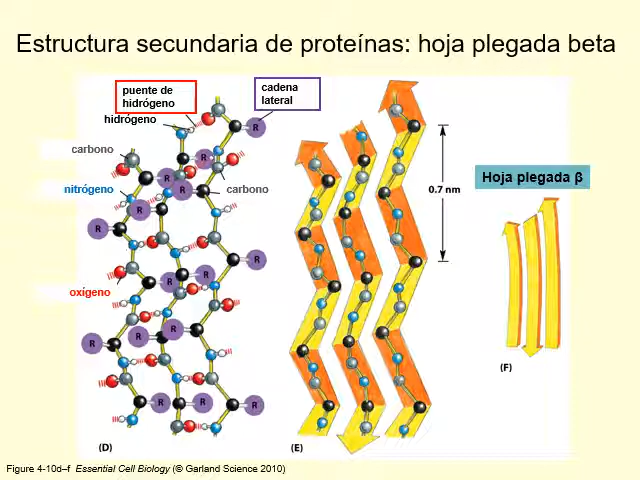 Estructura secundaria de proteínas: hoja plegada beta
puente de
hidrógeno
cadena
lateral
hidrógeno
R
carbono
R
R
nitrógeno
R
carbono
R
R
R
R
oxígeno
R
R
R
R
R
R
R
R
0.7 nm
Hoja plegada β
(D)
(E)
(F)
Figure 4-10d–f Essential Cell Biology (© Garland Science 2010)